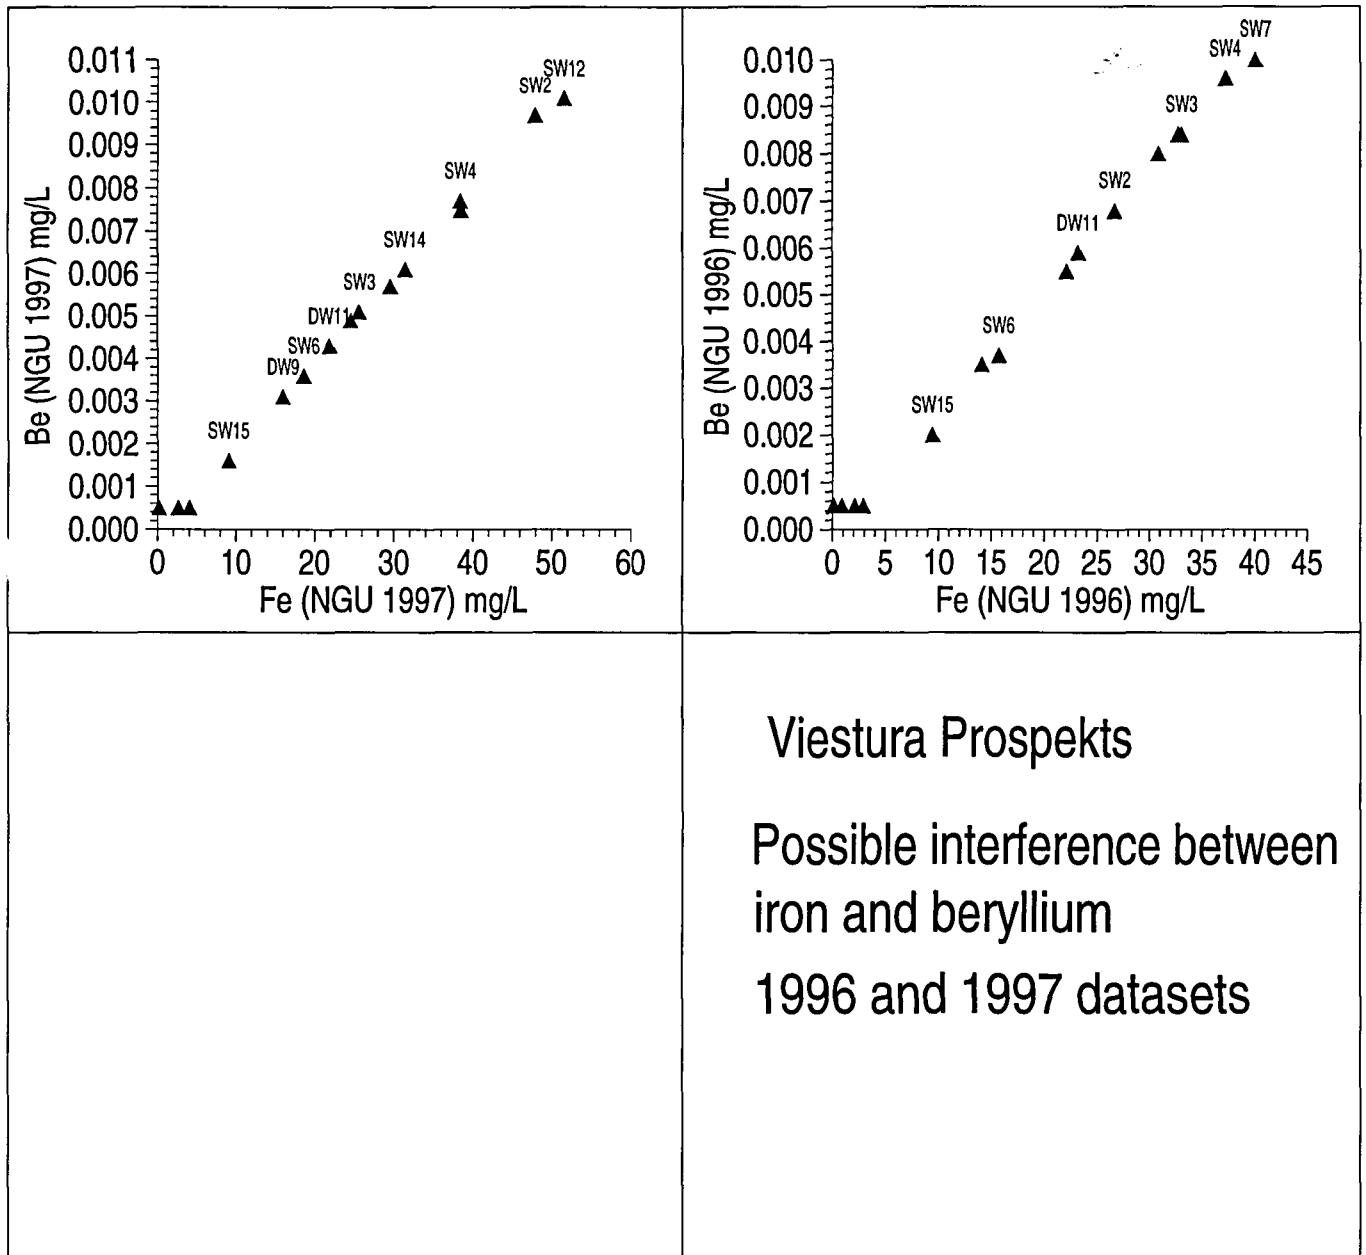 0.011
0.010
0.009
0.008
0.007
0.006
0.005
0.004
0.003
0.002
0.001
0.000
Be (NGU 1997) mg/L
SW12
SW2
SW4
SW14
SW3
DW11
SW6
DW9
SW15
0 10 20 30 40 50 60
Fe (NGU 1997) mg/L
0.010
0.009
0.008
0.007
0.006
0.005
0.004
0.003
0.002
0.001
0.000
Be (NGU 1996) mg/L
SW7
SW4
SW3
SW2
DW11
SW6
SW15
0 5 10 15 20 25 30 35 40 45
Fe (NGU 1996) mg/L
Viestura Prospekts
Possible interference between
iron and beryllium
1996 and 1997 datasets